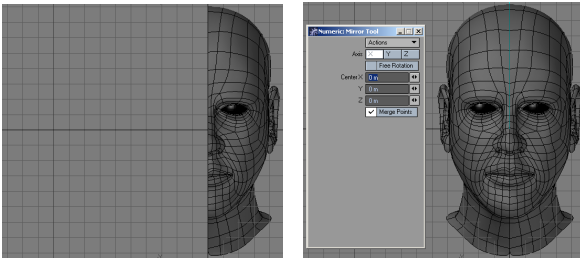 Numeric: Mirror Tool
Actions
Axis X Y Z
Free Rotation
Center X 0 m
Y 0 m
Z 0 m
Merge Points